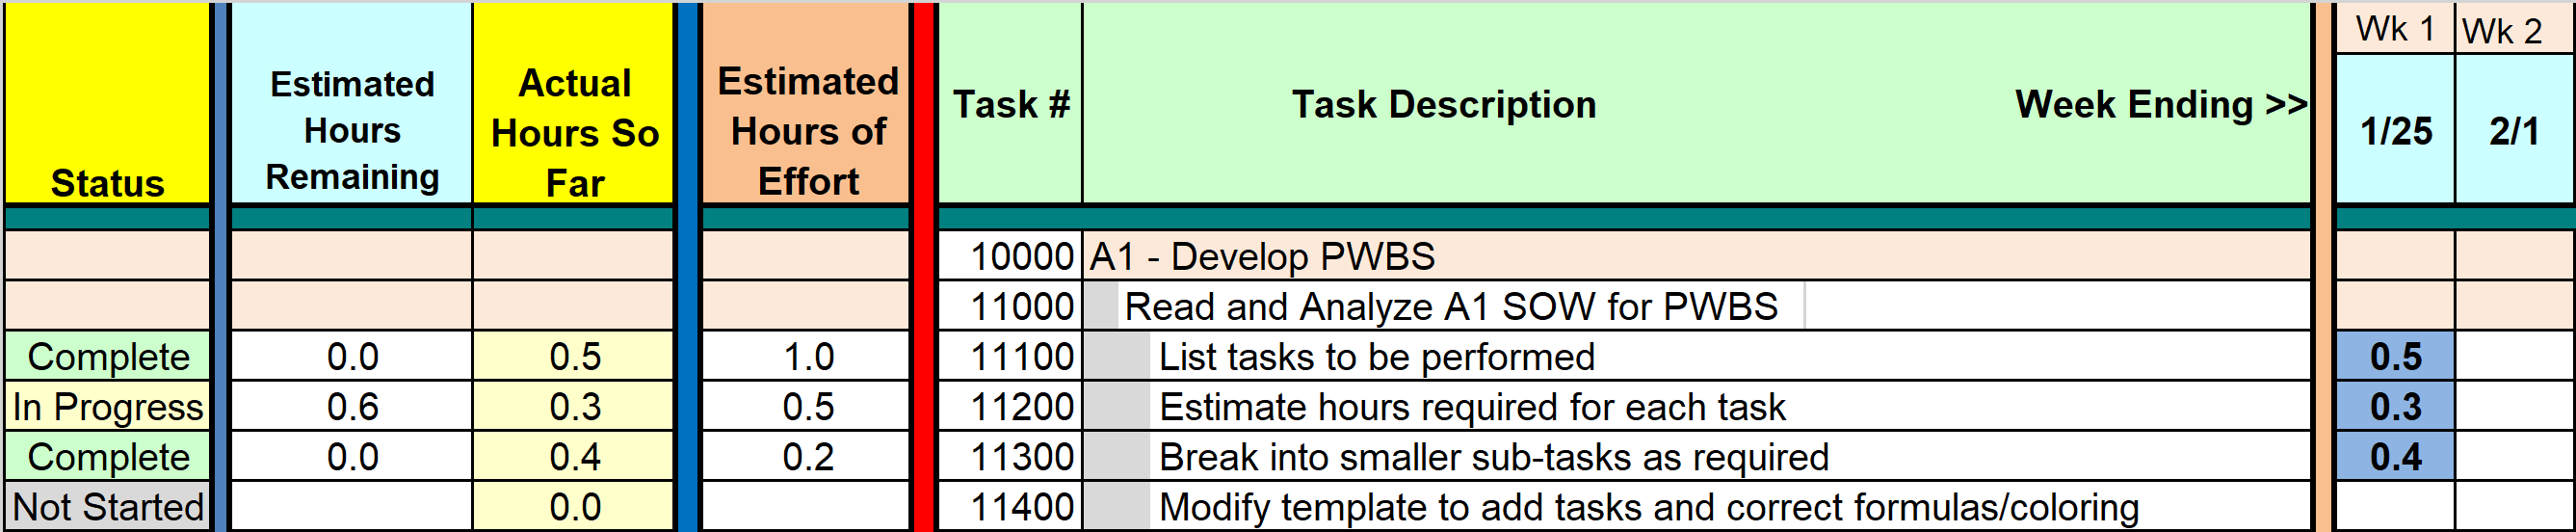 Status Estimated Hours Remaining Actual Hours So Far Estimated Hours of Effort Task # Task Description Week Ending >> Wk 1 Wk 2
1/25 2/1
10000 A1 - Develop PWBS
11000 Read and Analyze A1 SOW for PWBS
Complete 0.0 0.5 1.0 11100 List tasks to be performed 0.5
In Progress 0.6 0.3 0.5 11200 Estimate hours required for each task 0.3
Complete 0.0 0.4 0.2 11300 Break into smaller sub-tasks as required 0.4
Not Started 0.0 11400 Modify template to add tasks and correct formulas/coloring